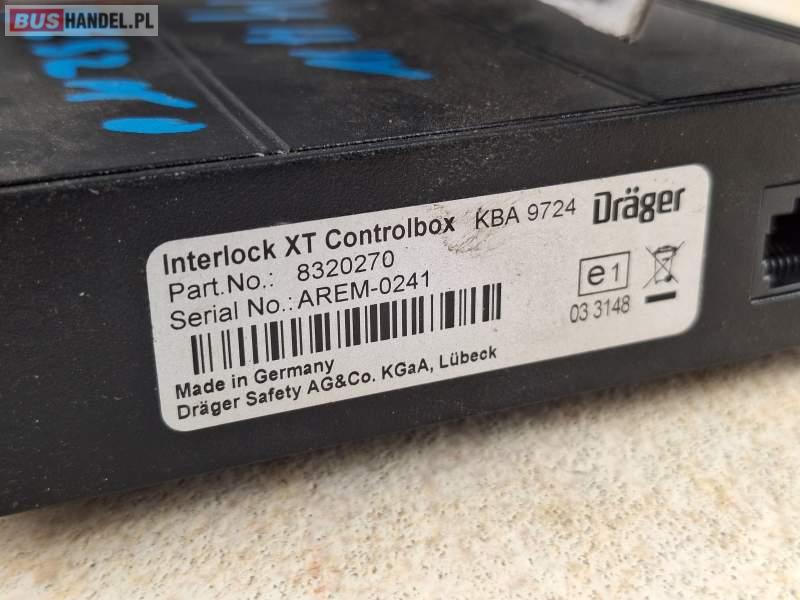 BUSHANDEL.PL
Interlock XT Controlbox KBA 9724 Dräger
Part.No.: 8320270
Serial No.: AREM-0241
e1
03 3148
Made in Germany
Dräger Safety AG&Co. KGaA, Lübeck